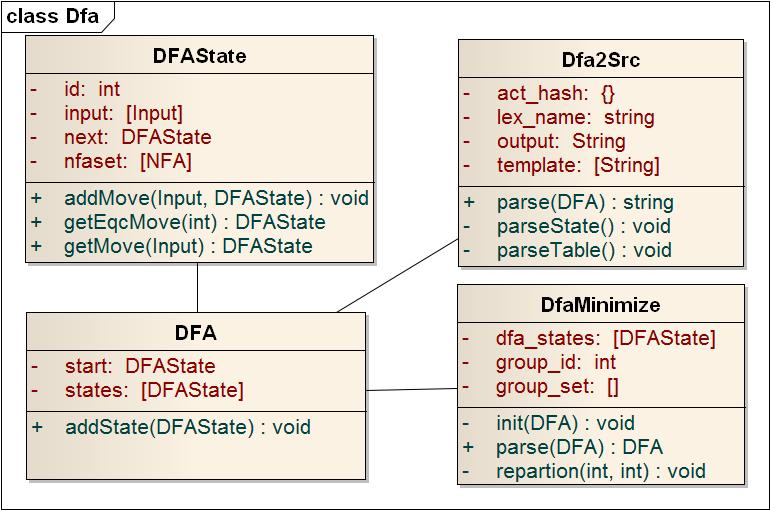 class Dfa
DFAState
- id: int
- input: [Input]
- next: DFAState
- nfaset: [NFA]
+ addMove(Input, DFAState) : void
+ getEqcMove(int) : DFAState
+ getMove(Input) : DFAState
Dfa2Src
- act_hash: {}
- lex_name: string
- output: String
- template: [String]
+ parse(DFA) : string
- parseState() : void
- parseTable() : void
DFA
- start: DFAState
- states: [DFAState]
+ addState(DFAState) : void
DfaMinimize
- dfa_states: [DFAState]
- group_id: int
- group_set: []
- init(DFA) : void
+ parse(DFA) : DFA
- repartion(int, int) : void